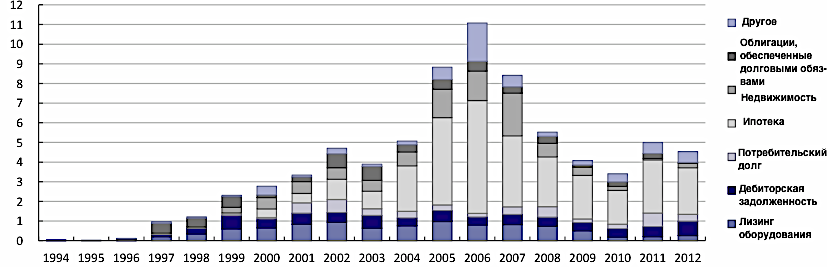 12
11
10
9
8
7
6
5
4
3
2
1
0
1994 1995 1996 1997 1998 1999 2000 2001 2002 2003 2004 2005 2006 2007 2008 2009 2010 2011 2012
Другое
Облигации,
обеспеченные
долговыми обяз-
вами
Недвижимость
Ипотека
Потребительский
долг
Дебиторская
задолженность
Лизинг
оборудования